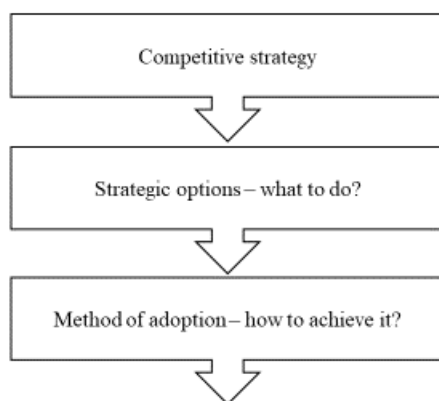 Competitive strategy
Strategic options – what to do?
Method of adoption – how to achieve it?